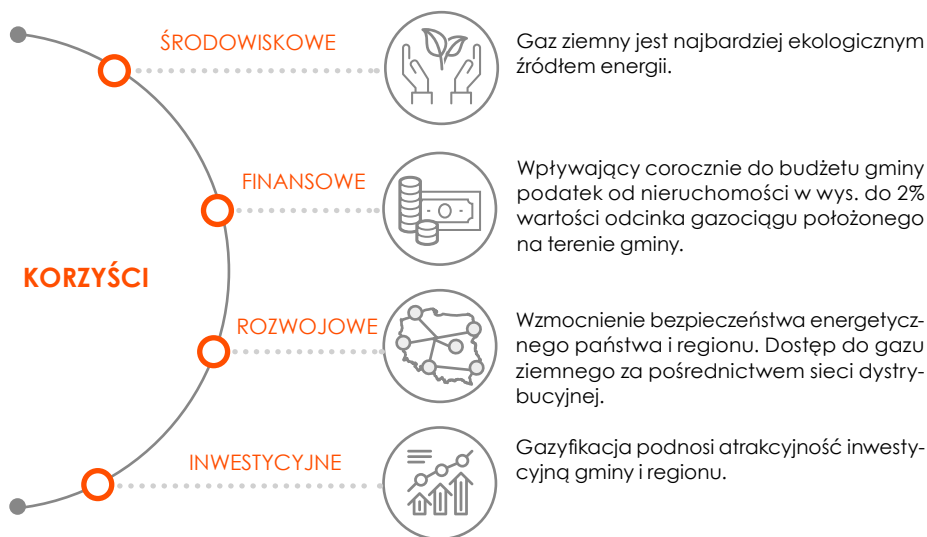 KORZYŚCI
ŚRODOWISKOWE
Gaz ziemny jest najbardziej ekologicznym
źródłem energii.
FINANSOWE
Wpływający corocznie do budżetu gminy
podatek od nieruchomości w wys. do 2%
wartości odcinka gazociągu położonego
na terenie gminy.
ROZWOJOWE
Wzmocnienie bezpieczeństwa energetycz-
nego państwa i regionu. Dostęp do gazu
ziemnego za pośrednictwem sieci dystry-
bucyjnej.
INWESTYCYJNE
Gazyfikacja podnosi atrakcyjność inwesty-
cyjną gminy i regionu.